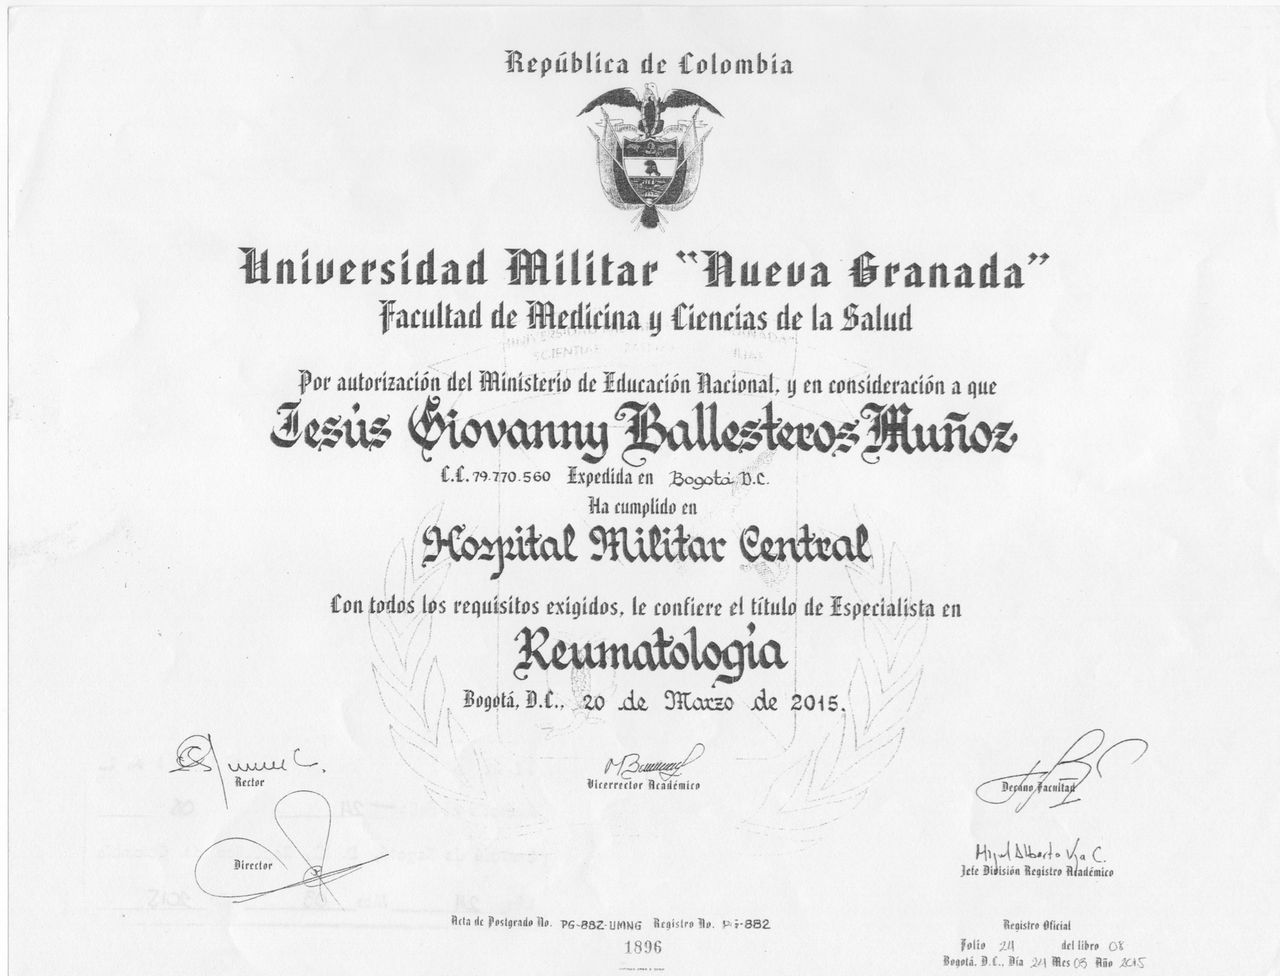 República de Colombia
Universidad Militar "Nueva Granada"
Facultad de Medicina y Ciencias de la Salud
Por autorización del Ministerio de Educación Nacional, y en consideración a que
Jesús Giovanny Ballesteros Muñoz
C.C. 79.770.560 Expedida en Bogotá, D.C.
Ha cumplido en
Hospital Militar Central
Con todos los requisitos exigidos, le confiere el título de Especialista en
Reumatología
Bogotá, D.C., 20 de Marzo de 2015.
Rector
Vicerrector Académico
Decano Facultad
Director
Miguel Alberto C.
Jefe División Registro Académico
Acta de Postgrado No. PG-882-UMNG Registro No. PG-882
1896
Registro Oficial
Folio 24 del libro 08
Bogotá, D.C., Día 24 Mes 03 Año 2015